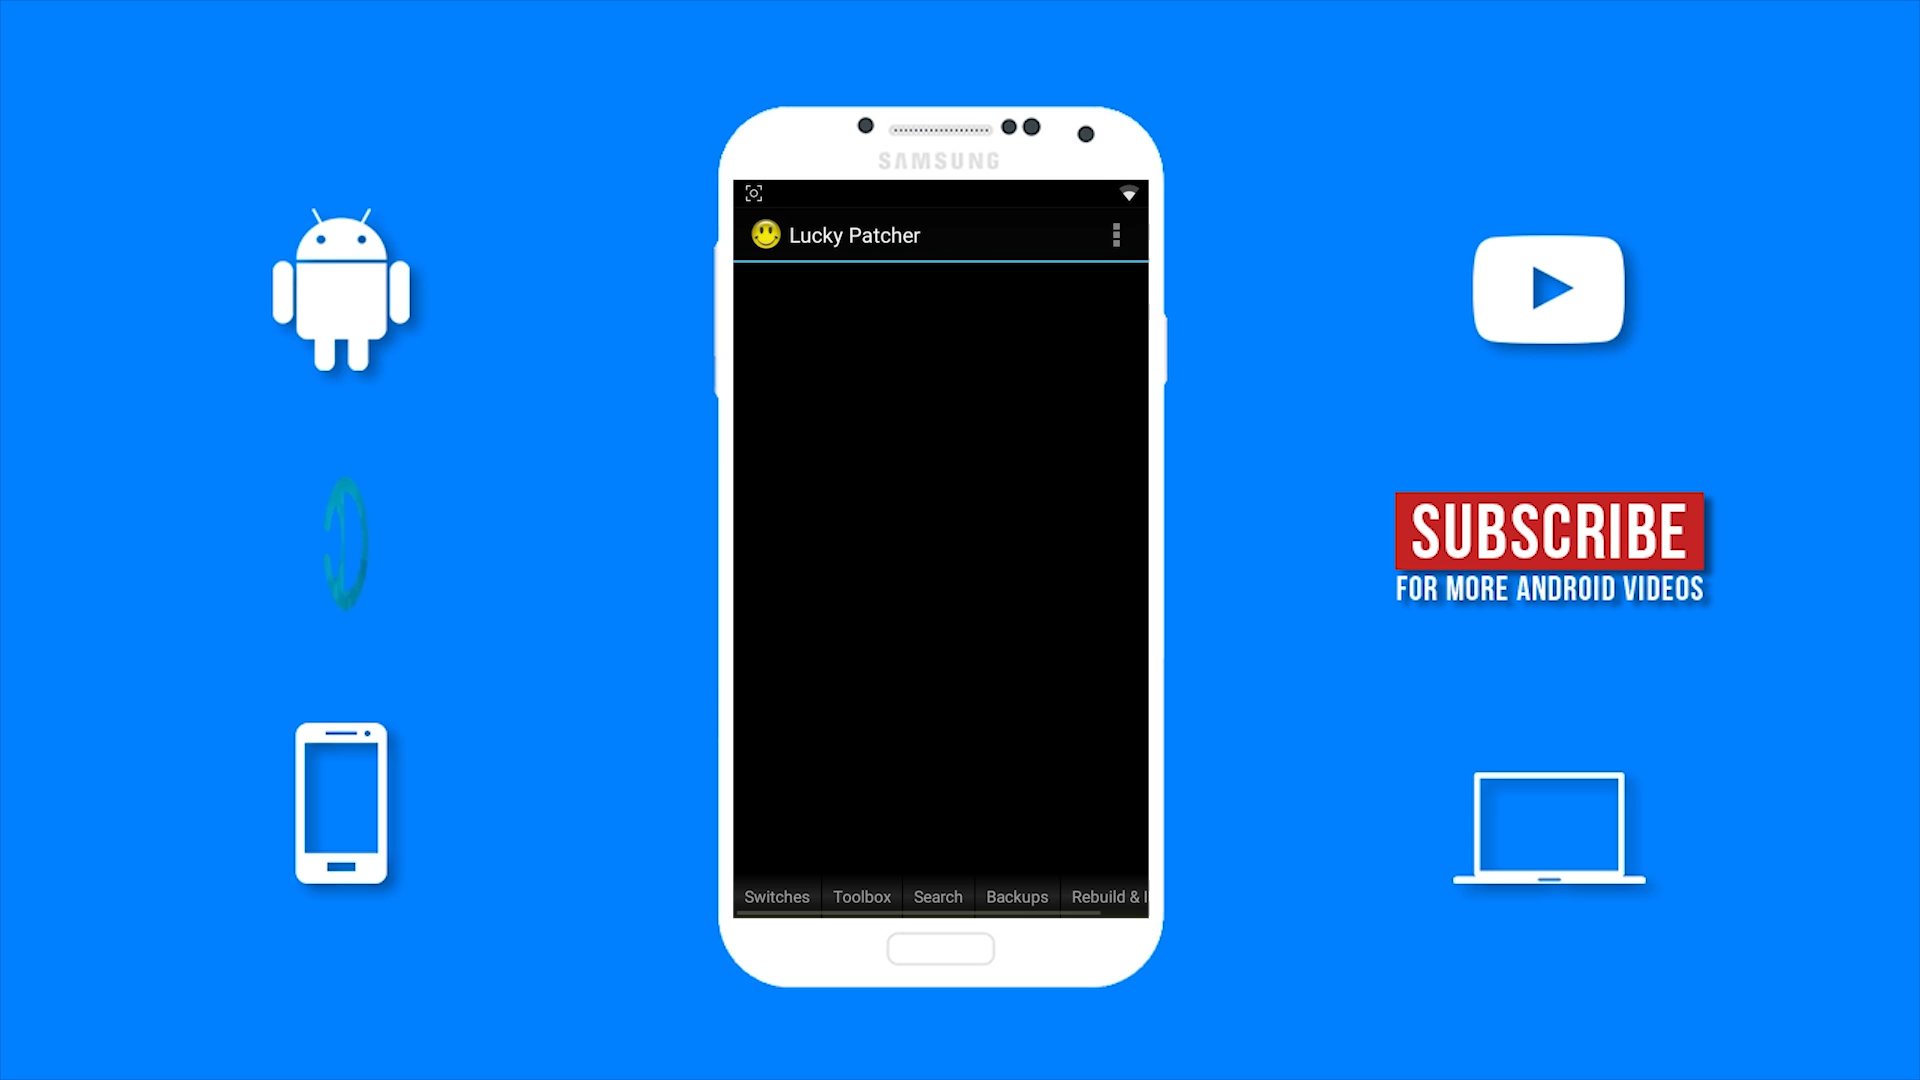 SAMSUNG
Lucky Patcher
SUBSCRIBE
FOR MORE ANDROID VIDEOS
Switches Toolbox Search Backups Rebuild &